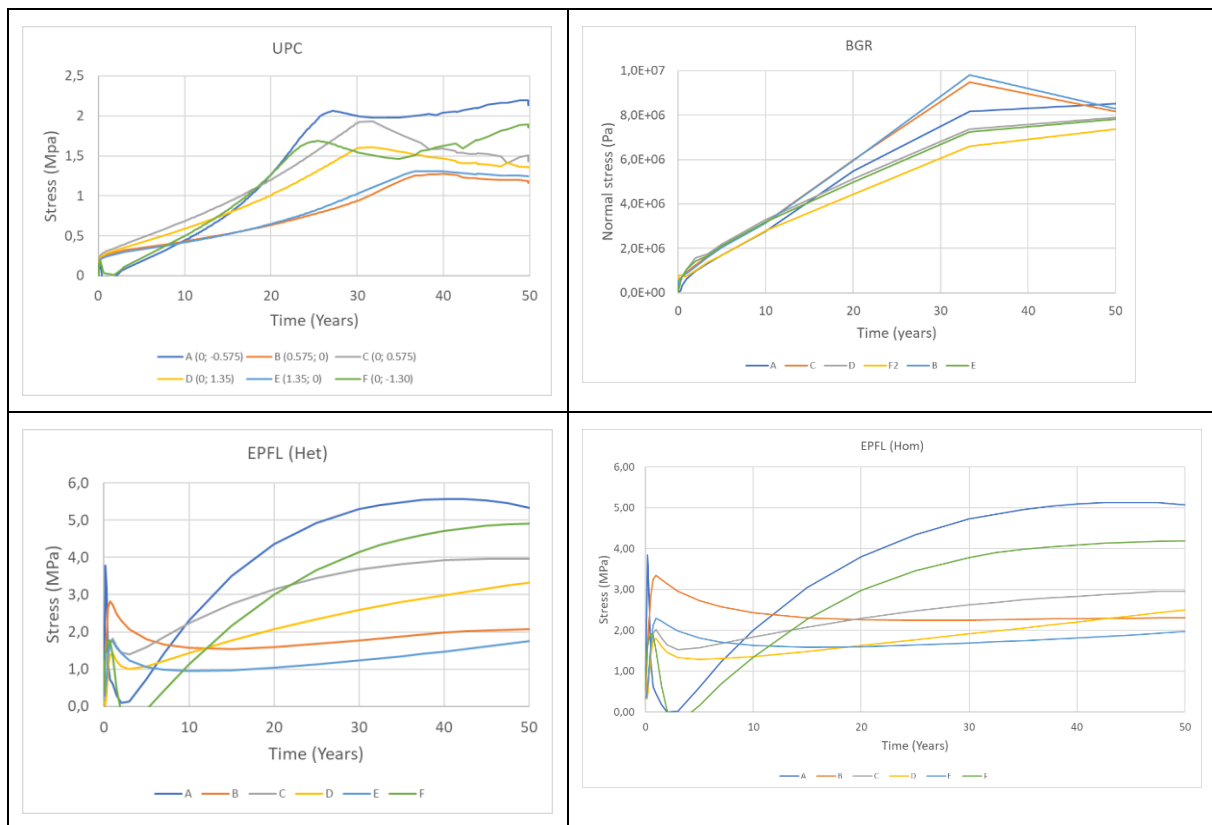 UPC
Stress (Mpa)
2,5
2
1,5
1
0,5
0
0 10 20 30 40 50
Time (Years)
A (0; -0.575) B (0.575; 0) C (0; 0.575)
D (0; 1.35) E (1.35; 0) F (0; -1.30)
BGR
Normal stress (Pa)
1,0E+07
8,0E+06
6,0E+06
4,0E+06
2,0E+06
0,0E+00
0 10 20 30 40 50
Time (years)
A C D F2 B E
EPFL (Het)
Stress (MPa)
6,0
5,0
4,0
3,0
2,0
1,0
0,0
0 10 20 30 40 50
Time (Years)
A B C D E F
EPFL (Hom)
Stress (MPa)
6,00
5,00
4,00
3,00
2,00
1,00
0,00
0 10 20 30 40 50
Time (Years)
A B C D E F